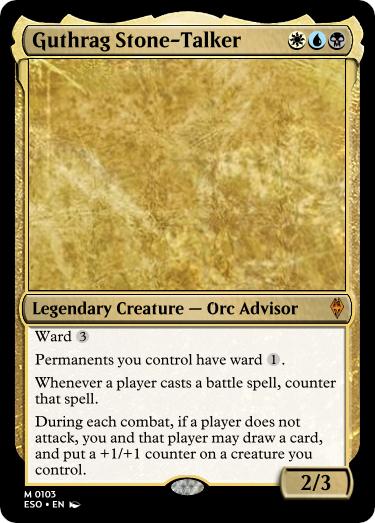 Guthrag Stone-Talker
Legendary Creature — Orc Advisor
Ward 3
Permanents you control have ward 1.
Whenever a player casts a battle spell, counter
that spell.
During each combat, if a player does not
attack, you and that player may draw a card,
and put a +1/+1 counter on a creature you
control.
2/3
M 0103
ESO • EN